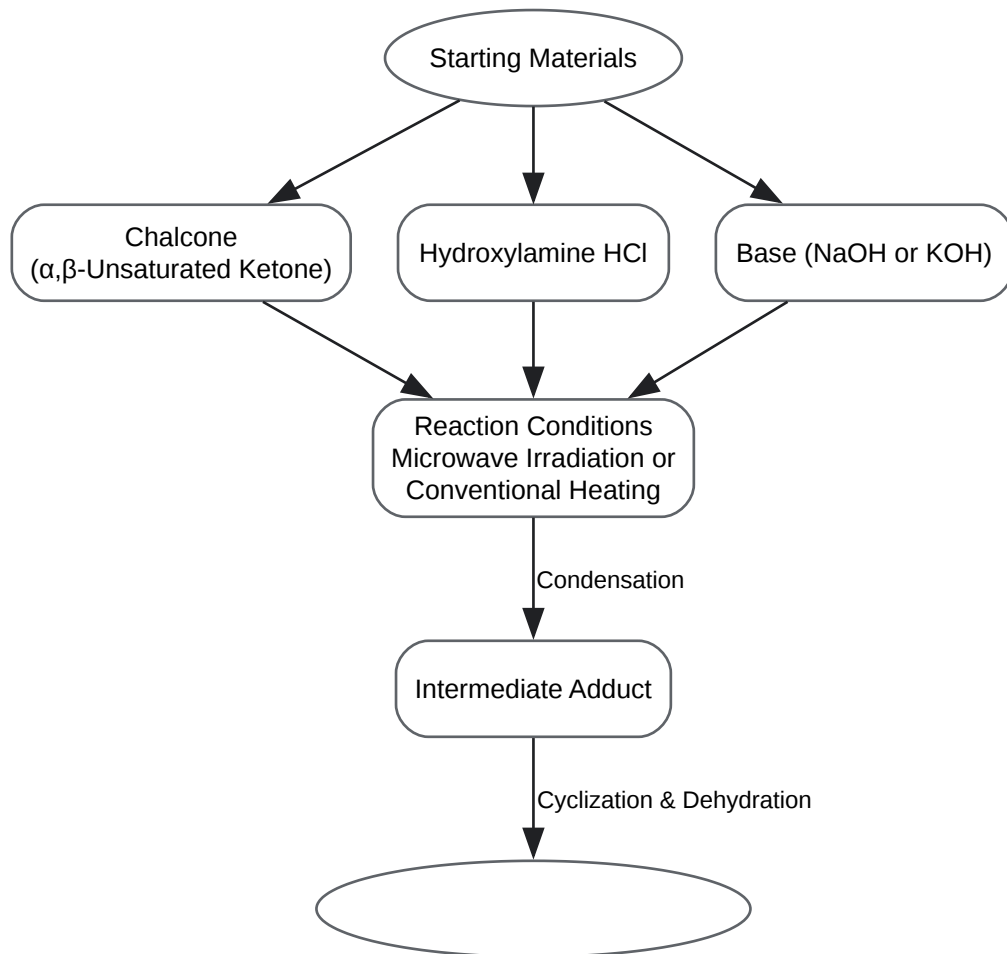 Starting Materials
Chalcone
(α,β-Unsaturated Ketone)
Hydroxylamine HCl
Base (NaOH or KOH)
Reaction Conditions
Microwave Irradiation or
Conventional Heating
Condensation
Intermediate Adduct
Cyclization & Dehydration